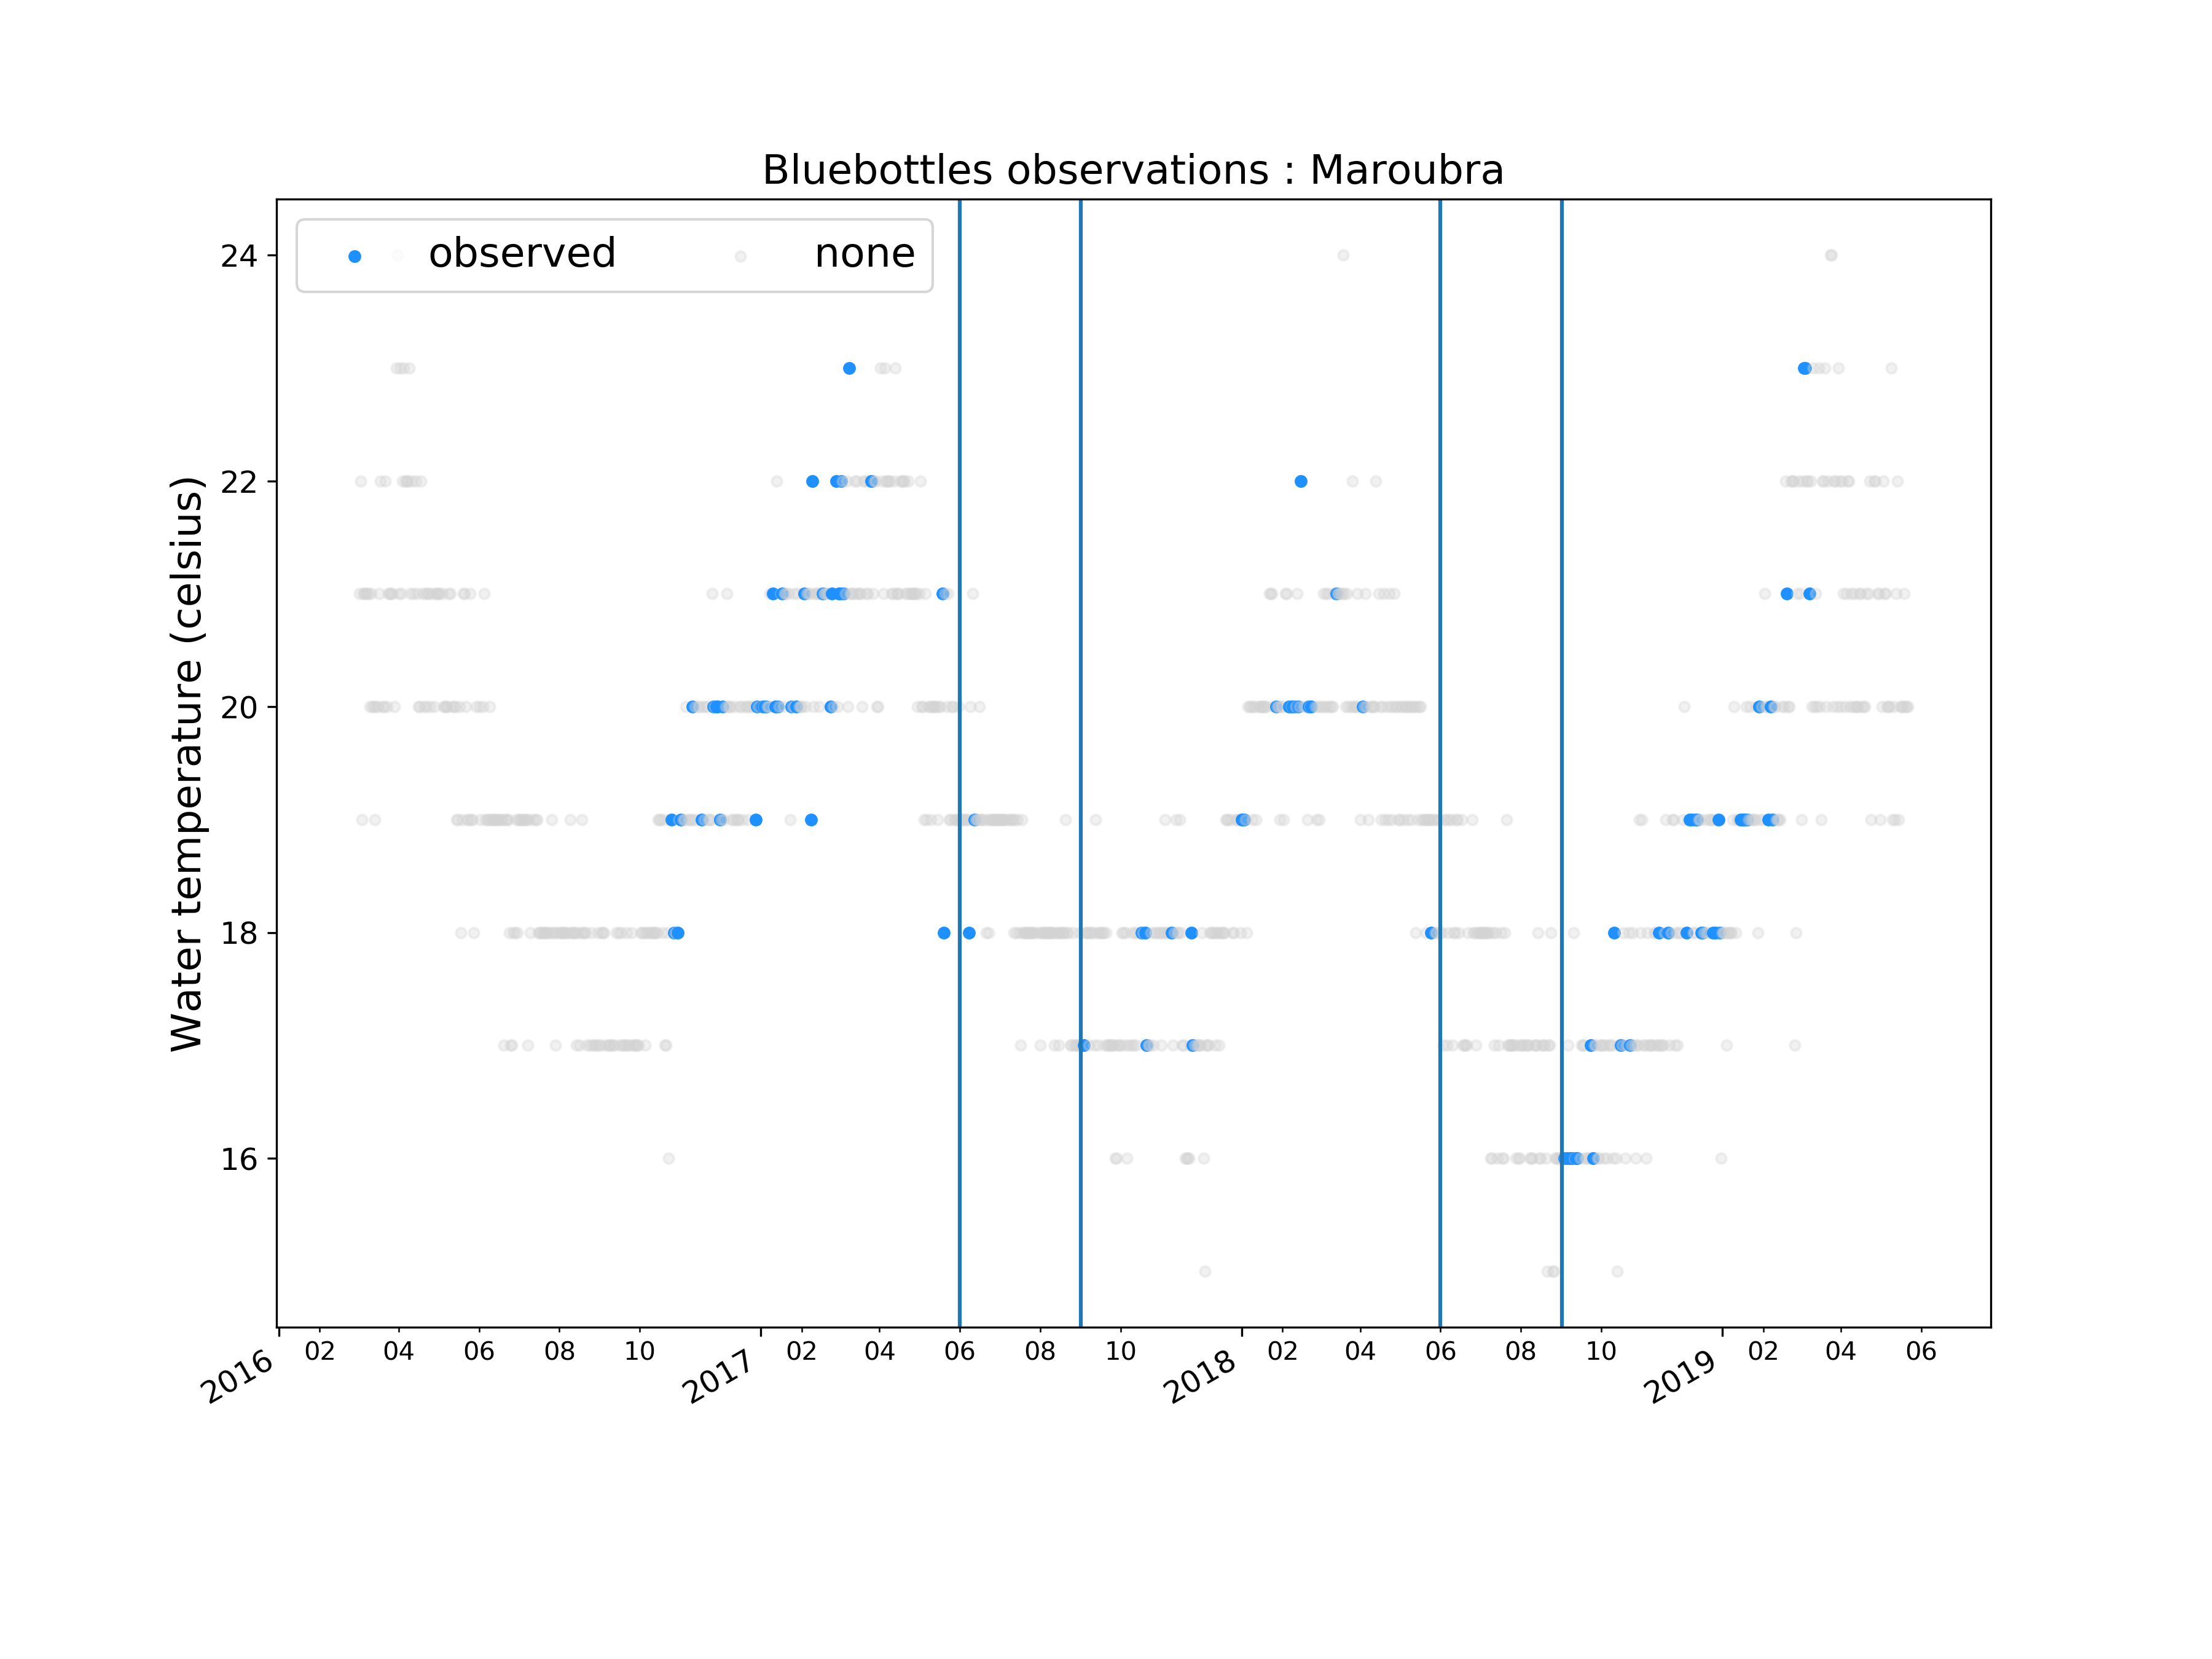 Bluebottles observations : Maroubra
observed none
Water temperature (celsius)
24
22
20
18
16
02 04 06 08 10 02 04 06 08 10 02 04 06 08 10 02 04 06
2016 2017 2018 2019